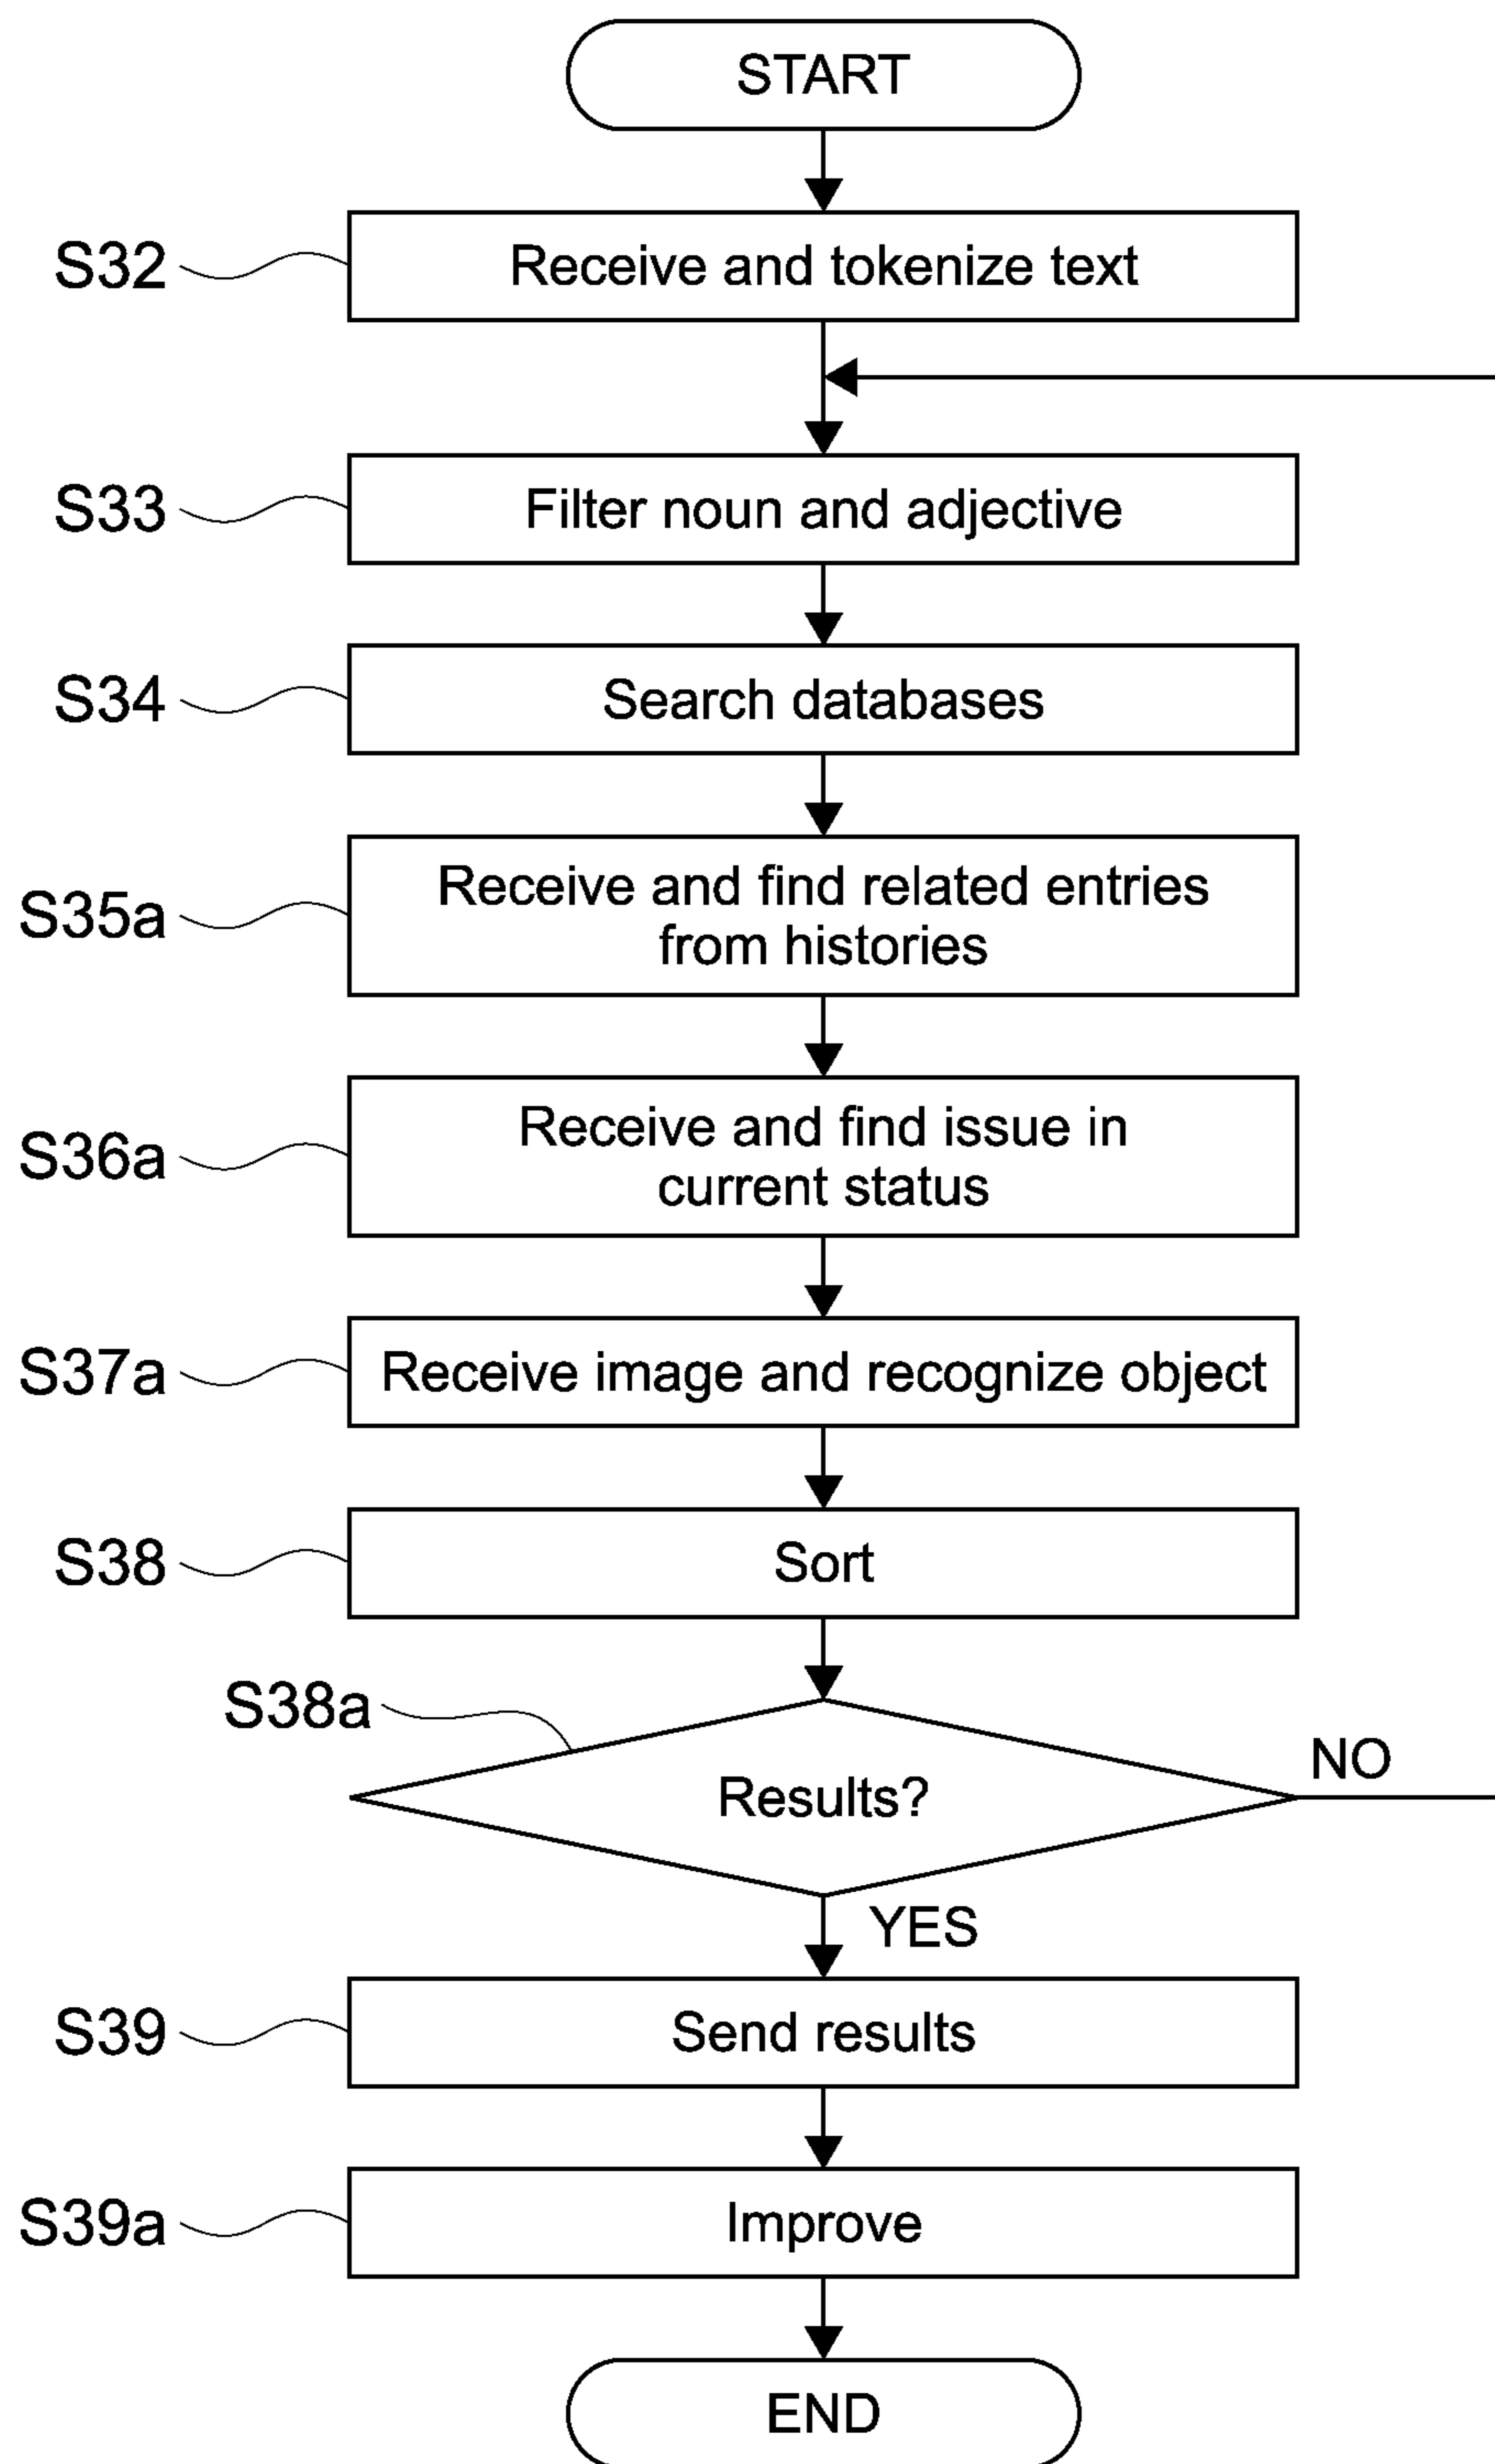 START
S32
Receive and tokenize text
S33
Filter noun and adjective
S34
Search databases
S35a
Receive and find related entries
from histories
S36a
Receive and find issue in
current status
S37a
Receive image and recognize object
S38
Sort
S38a
Results?
NO
YES
S39
Send results
S39a
Improve
END